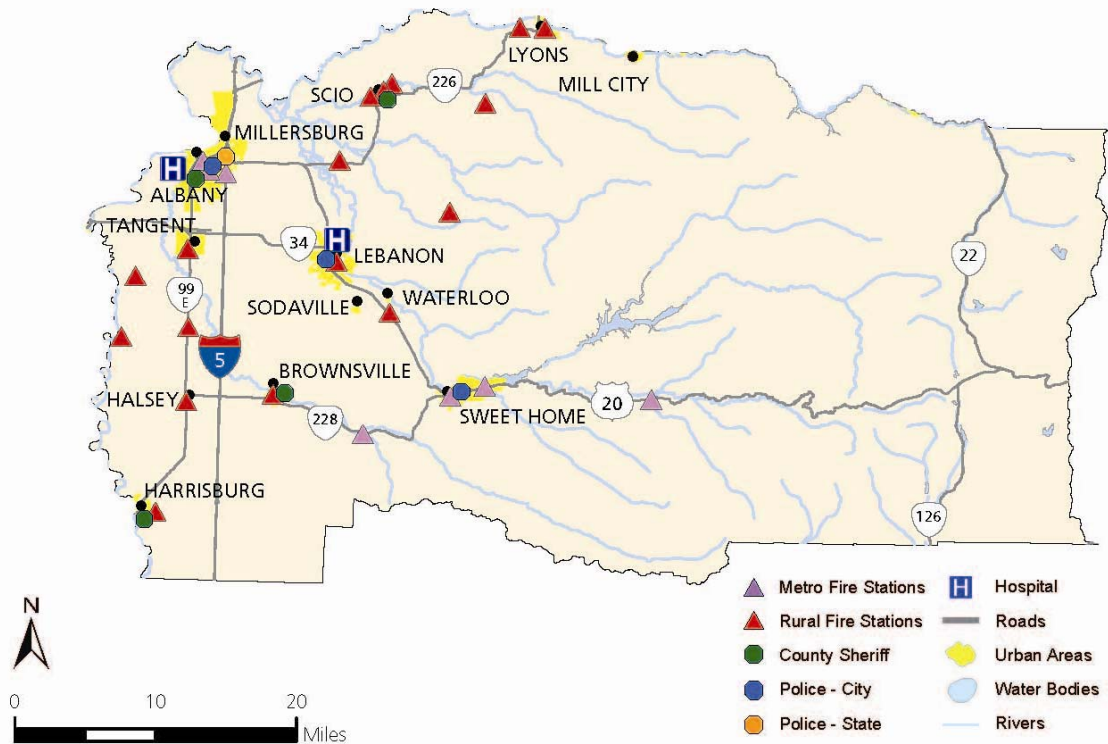 LYONS
MILL CITY
226
SCIO
MILLERSBURG
H
ALBANY
TANGENT
34
H
LEBANON
22
99
E
SODAVILLE
WATERLOO
5
BROWNSVILLE
HALSEY
20
SWEET HOME
228
HARRISBURG
126
N
0 10 20
Miles
Metro Fire Stations
Rural Fire Stations
County Sheriff
Police - City
Police - State
H Hospital
Roads
Urban Areas
Water Bodies
Rivers